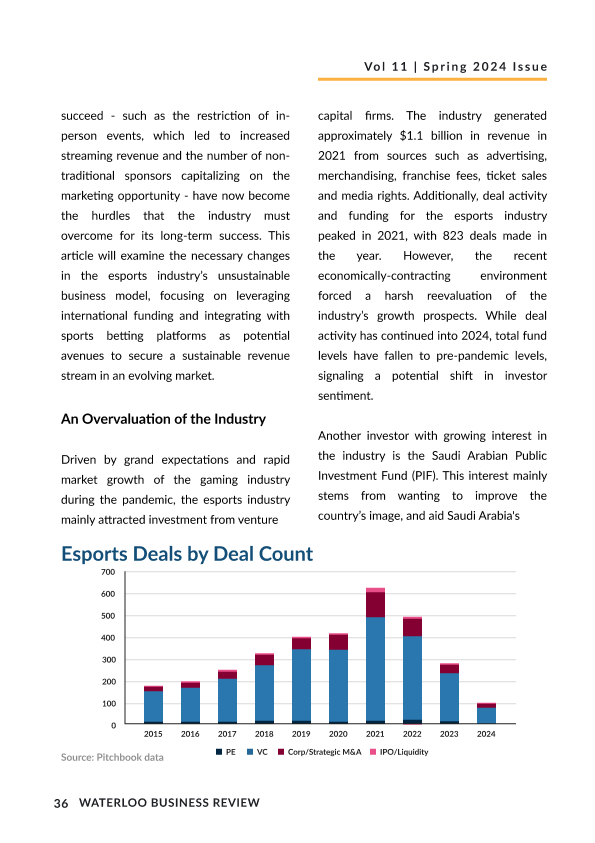 Vol 11 | Spring 2024 Issue
succeed - such as the restriction of in-
person events, which led to increased
streaming revenue and the number of non-
traditional sponsors capitalizing on the
marketing opportunity - have now become
the hurdles that the industry must
overcome for its long-term success. This
article will examine the necessary changes
in the esports industry's unsustainable
business model, focusing on leveraging
international funding and integrating with
sports betting platforms as potential
avenues to secure a sustainable revenue
stream in an evolving market.
An Overvaluation of the Industry
Driven by grand expectations and rapid
market growth of the gaming industry
during the pandemic, the esports industry
mainly attracted investment from venture
capital firms. The industry generated
approximately $1.1 billion in revenue in
2021 from sources such as advertising,
merchandising, franchise fees, ticket sales
and media rights. Additionally, deal activity
and funding for the esports industry
peaked in 2021, with 823 deals made in
the year. However, the recent
economically-contracting environment
forced a harsh reevaluation of the
industry's growth prospects. While deal
activity has continued into 2024, total fund
levels have fallen to pre-pandemic levels,
signaling a potential shift in investor
sentiment.
Another investor with growing interest in
the industry is the Saudi Arabian Public
Investment Fund (PIF). This interest mainly
stems from wanting to improve the
country's image, and aid Saudi Arabia's
Esports Deals by Deal Count
700
600
500
400
300
200
100
0
2015 2016 2017 2018 2019 2020 2021 2022 2023 2024
PE VC Corp/Strategic M&A IPO/Liquidity
Source: Pitchbook data
36 WATERLOO BUSINESS REVIEW